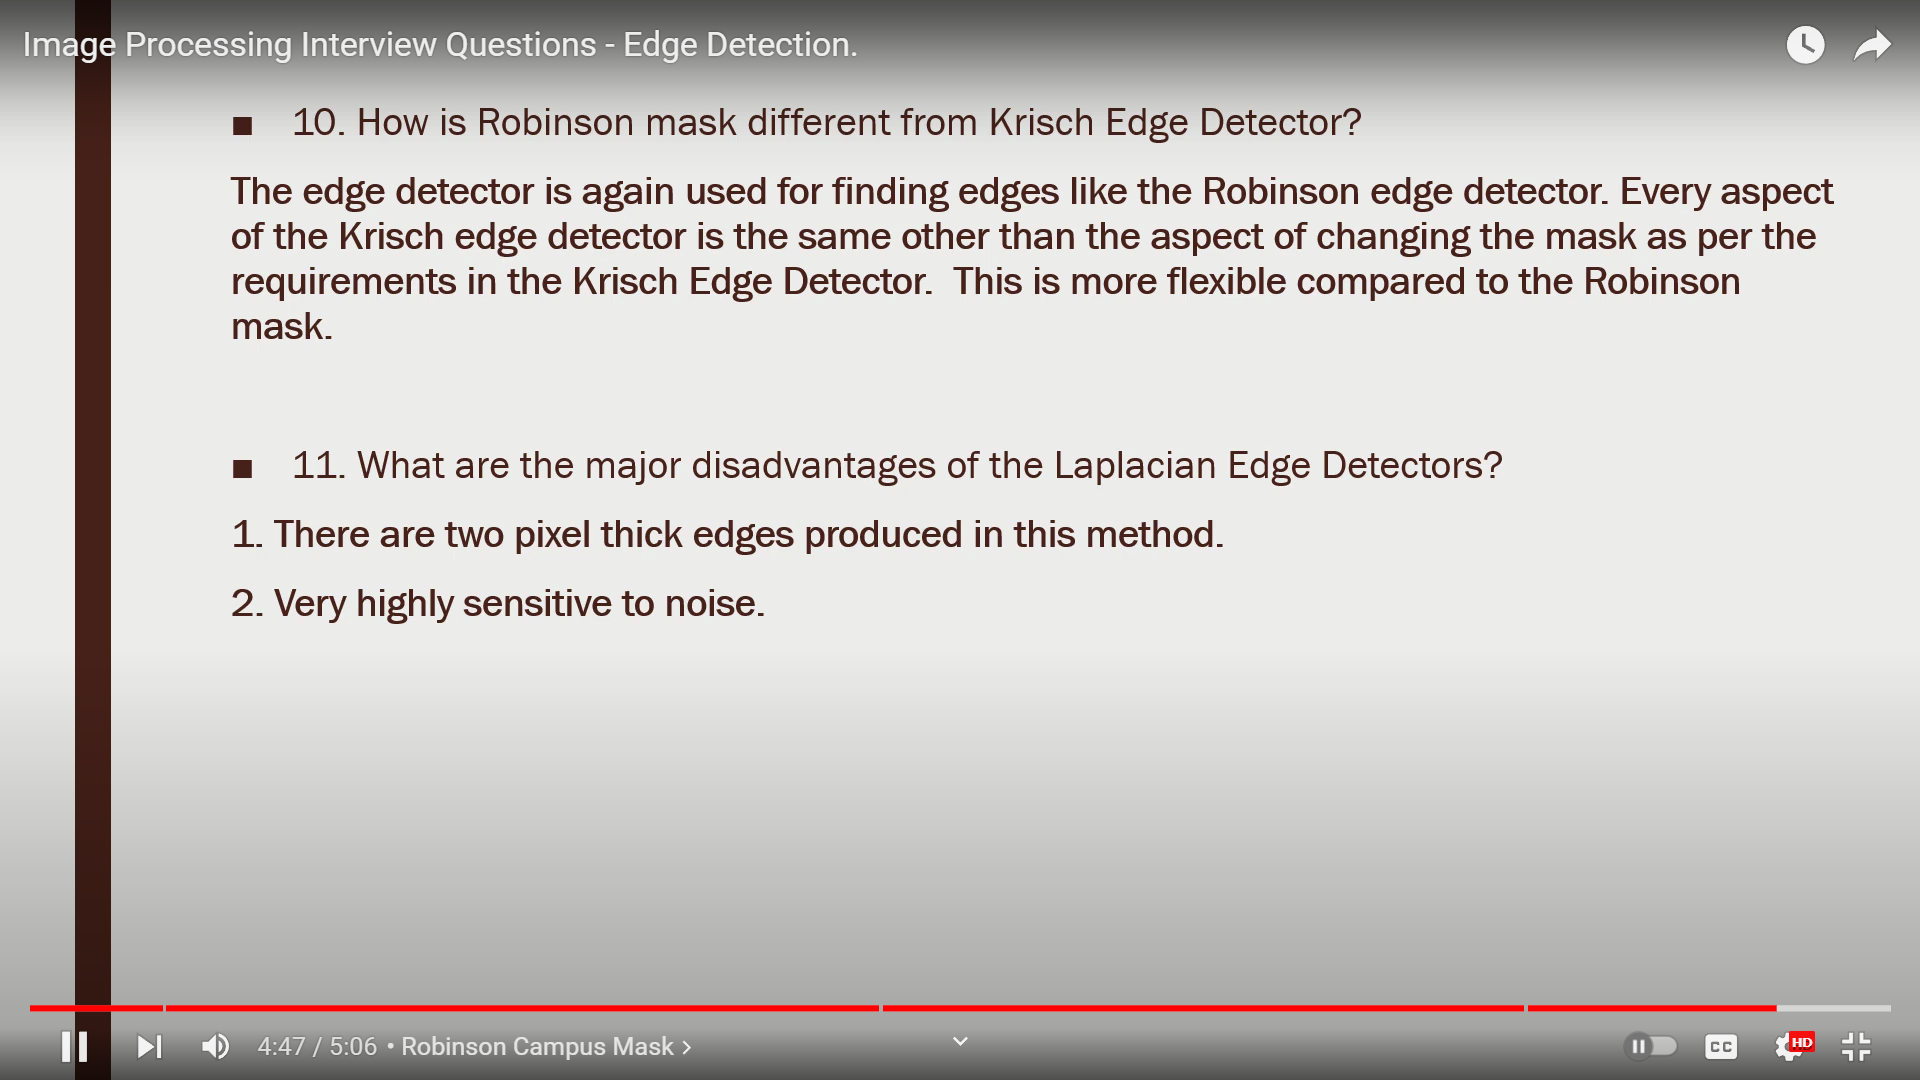 Image Processing Interview Questions - Edge Detection.
■ 10. How is Robinson mask different from Krisch Edge Detector?
The edge detector is again used for finding edges like the Robinson edge detector. Every aspect
of the Krisch edge detector is the same other than the aspect of changing the mask as per the
requirements in the Krisch Edge Detector.  This is more flexible compared to the Robinson
mask.
■ 11. What are the major disadvantages of the Laplacian Edge Detectors?
1. There are two pixel thick edges produced in this method.
2. Very highly sensitive to noise.
4:47 / 5:06 • Robinson Campus Mask
CC
HD